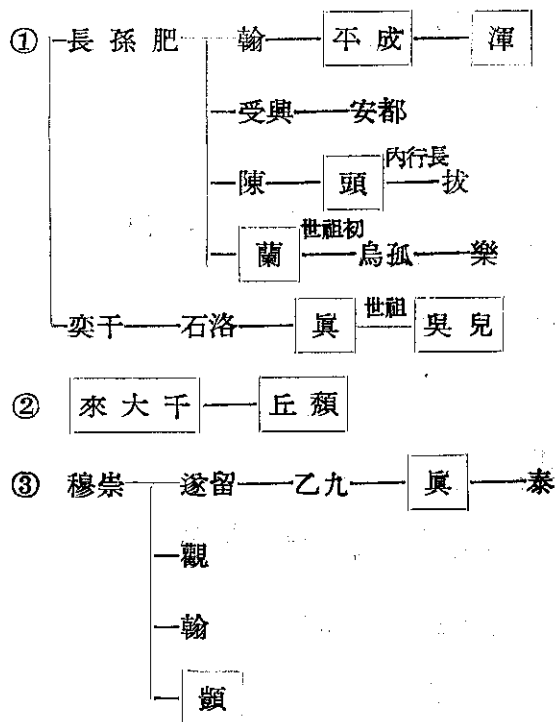 ① 長孫肥 翰 平成 渾
受興 安都
陳 頭 内行長 拔
蘭 世祖初 烏孤 樂
奕干 石洛 眞 世祖 吳兒
② 來大千 丘頹
③ 穆崇 遂留 乙九 眞 泰
觀
翰
顗